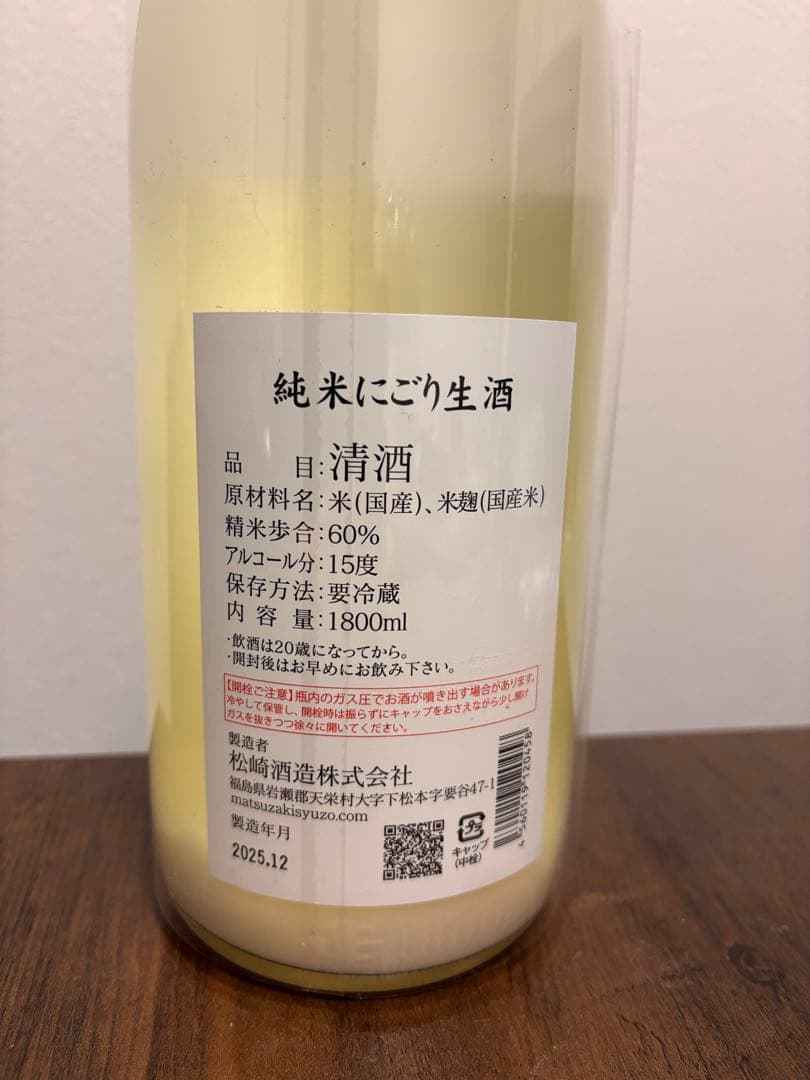 純米にごり生酒
品　　目：清酒
原材料名：米(国産)、米麹(国産米)
精米歩合：60%
アルコール分：15度
保存方法：要冷蔵
内 容 量：1800ml
・飲酒は20歳になってから。
・開封後はお早めにお飲み下さい。
【開栓ご注意】瓶内のガス圧でお酒が噴き出す場合があります。
冷やして保管し、開栓時は振らずにキャップをおさえながら少し開け
ガスを抜きつつ徐々に開いてください。
製造者
松崎酒造株式会社
福島県岩瀬郡天栄村大字下松本字要谷47-1
matsuzakisyuzo.com
製造年月
2025.12
プラ
キャップ
(中栓)
4560119120458